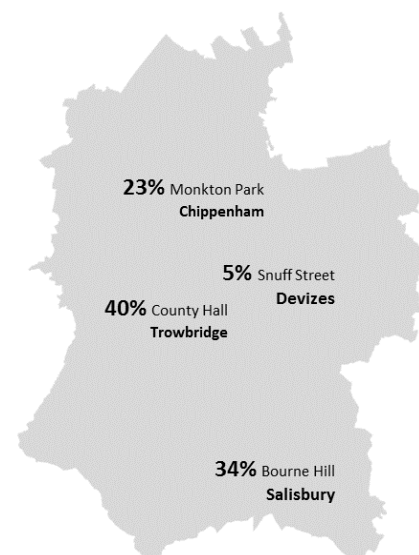 23% Monkton Park
Chippenham
5% Snuff Street
Devizes
40% County Hall
Trowbridge
34% Bourne Hill
Salisbury